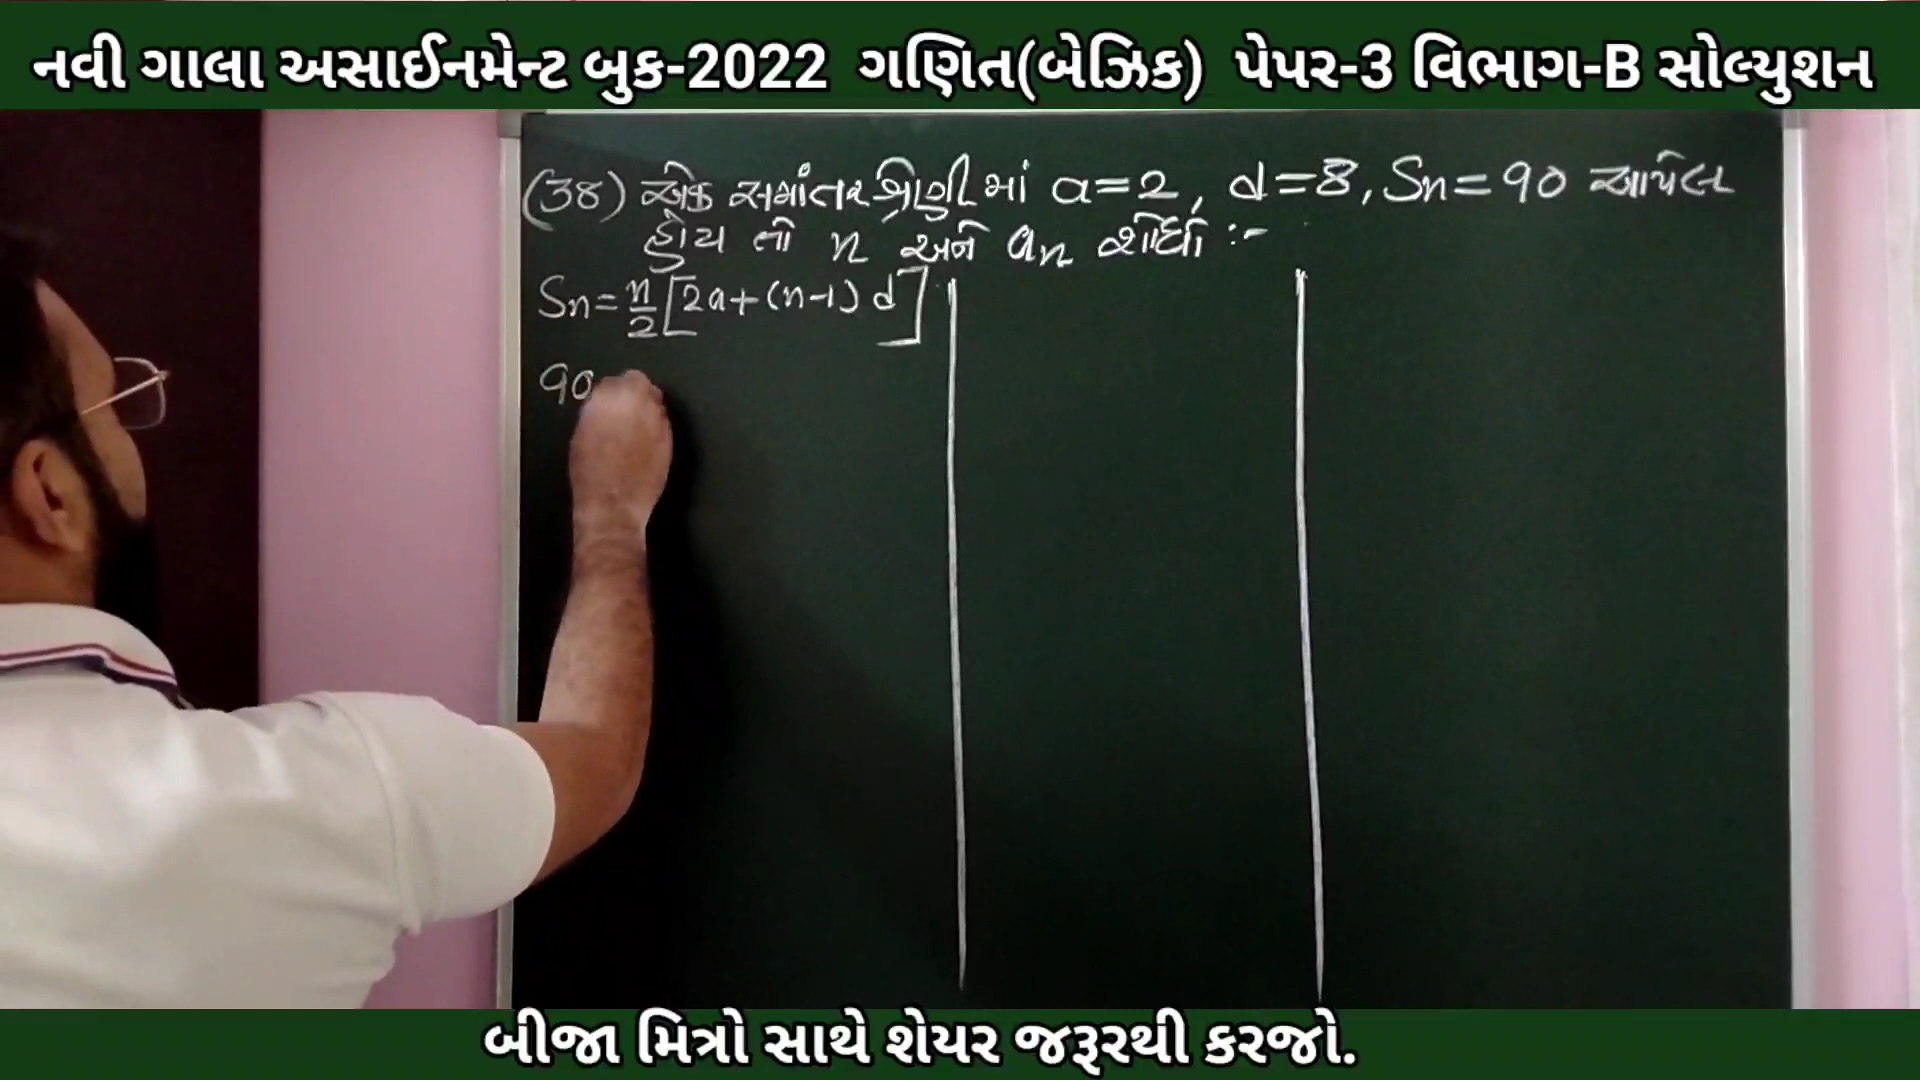 નવી ગાલા અસાઈનમેન્ટ બુક-2022 ગણિત(બેઝિક) પેપર-3 વિભાગ-B સોલ્યુશન
(38) એક સમાંતર શ્રેણીમાં a=2, d=8, Sn=90 આપેલ
હોય તો n અને an શોધો :-
Sn=n/2[2a+(n-1)d]
90
બીજા મિત્રો સાથે શેયર જરૂરથી કરજો.